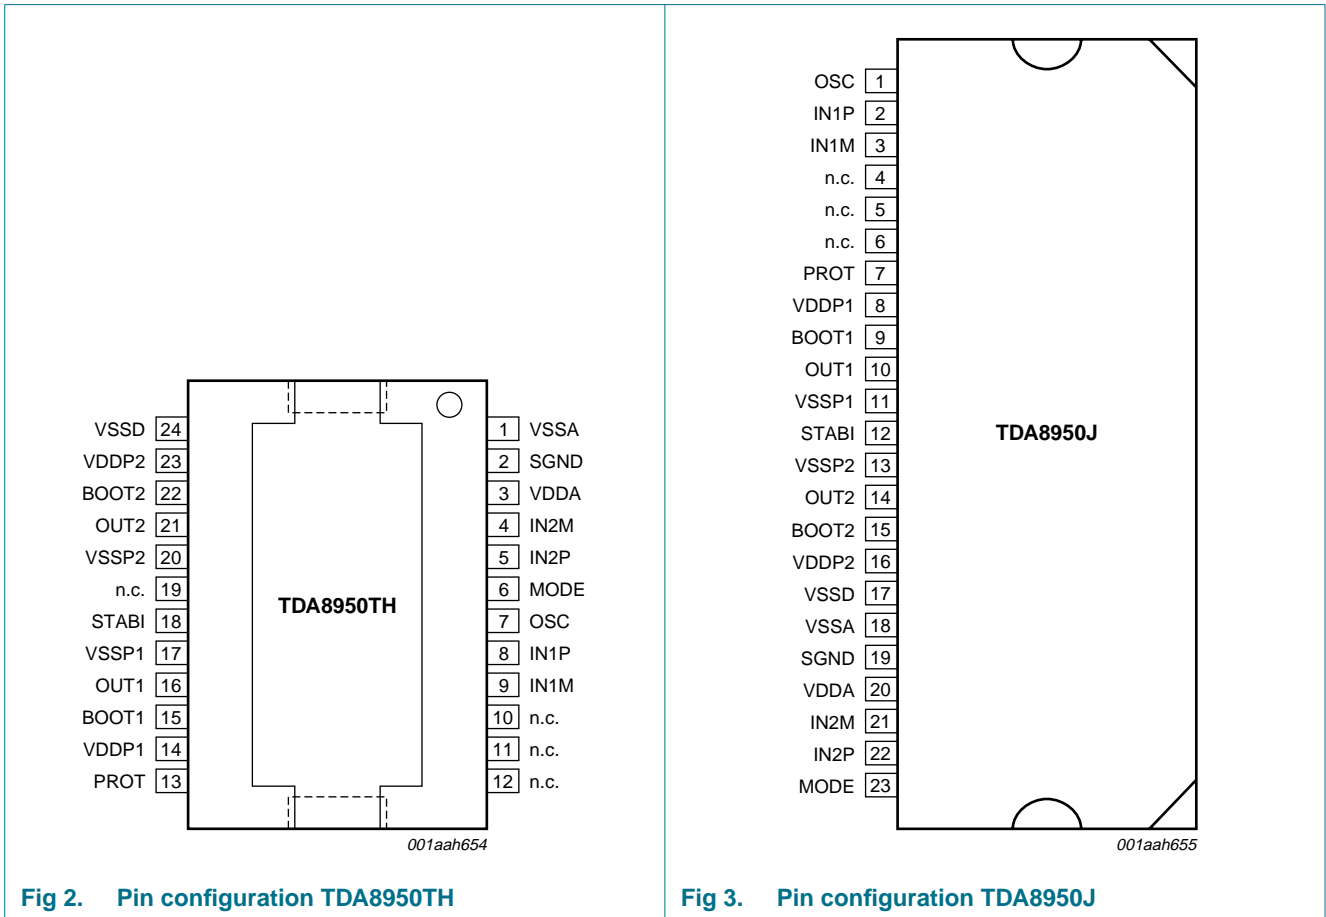 VSSD 24
VDDP2 23
BOOT2 22
OUT2 21
VSSP2 20
n.c. 19
STABI 18
VSSP1 17
OUT1 16
BOOT1 15
VDDP1 14
PROT 13
TDA8950TH
1 VSSA
2 SGND
3 VDDA
4 IN2M
5 IN2P
6 MODE
7 OSC
8 IN1P
9 IN1M
10 n.c.
11 n.c.
12 n.c.
001aah654
Fig 2. Pin configuration TDA8950TH
OSC 1
IN1P 2
IN1M 3
n.c. 4
n.c. 5
n.c. 6
PROT 7
VDDP1 8
BOOT1 9
OUT1 10
VSSP1 11
STABI 12
VSSP2 13
OUT2 14
BOOT2 15
VDDP2 16
VSSD 17
VSSA 18
SGND 19
VDDA 20
IN2M 21
IN2P 22
MODE 23
TDA8950J
001aah655
Fig 3. Pin configuration TDA8950J